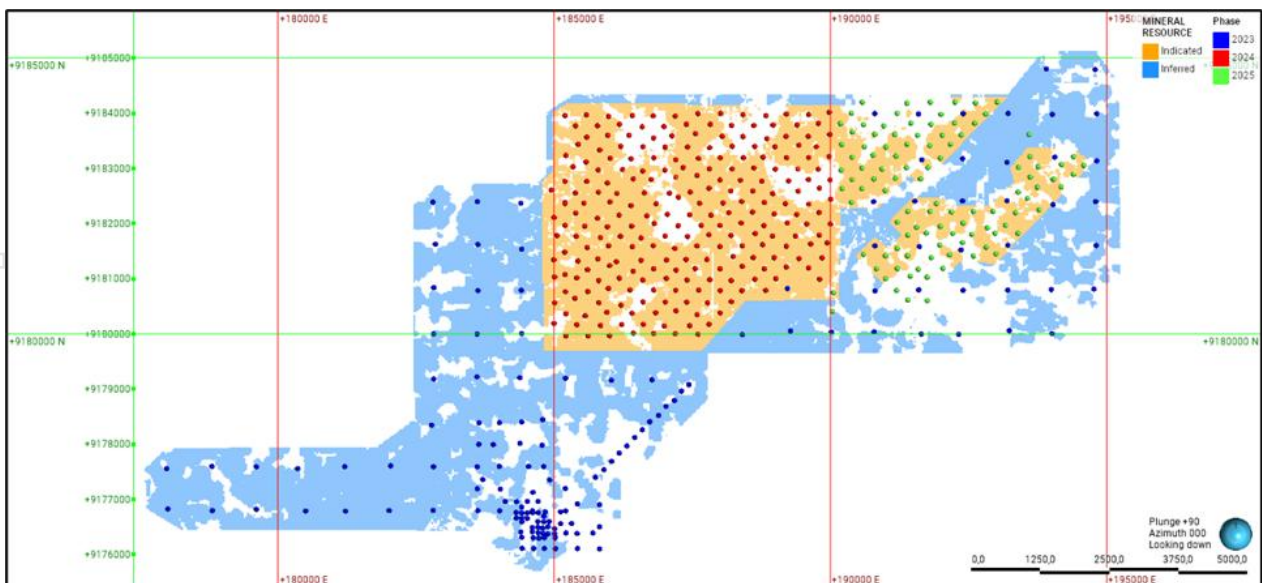 +180000 E
+185000 E
+190000 E
+19500
MINERAL
RESOURCE
Indicated
Inferred
Phase
2023
2024
2025
+9185000
+9185000 N
+9184000
+9183000
+9182000
+9181000
+9180000
+9180000 N
+9180000 N
+9179000
+9178000
+9177000
+9176000
Plunge +90
Azimuth 000
Looking down
0,0
1250,0
2500,0
3750,0
5000,0
+180000 E
+185000 E
+190000 E
+195000 E